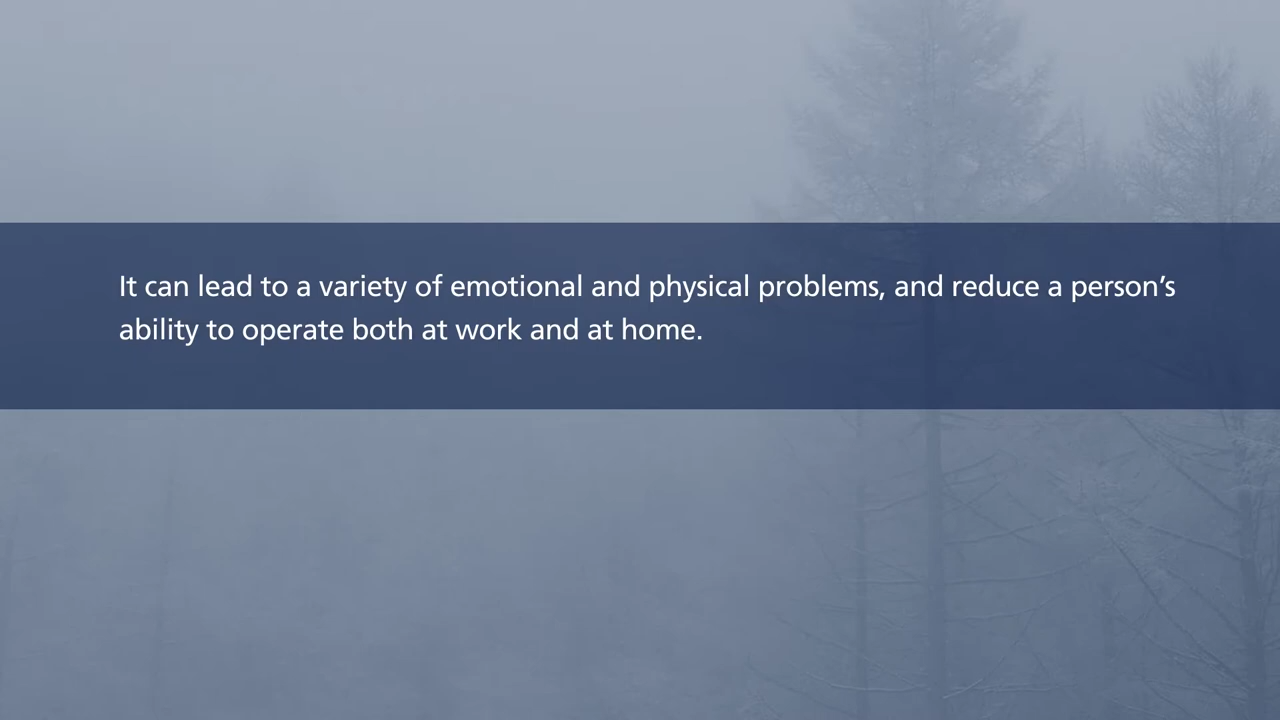 It can lead to a variety of emotional and physical problems, and reduce a person’s
ability to operate both at work and at home.